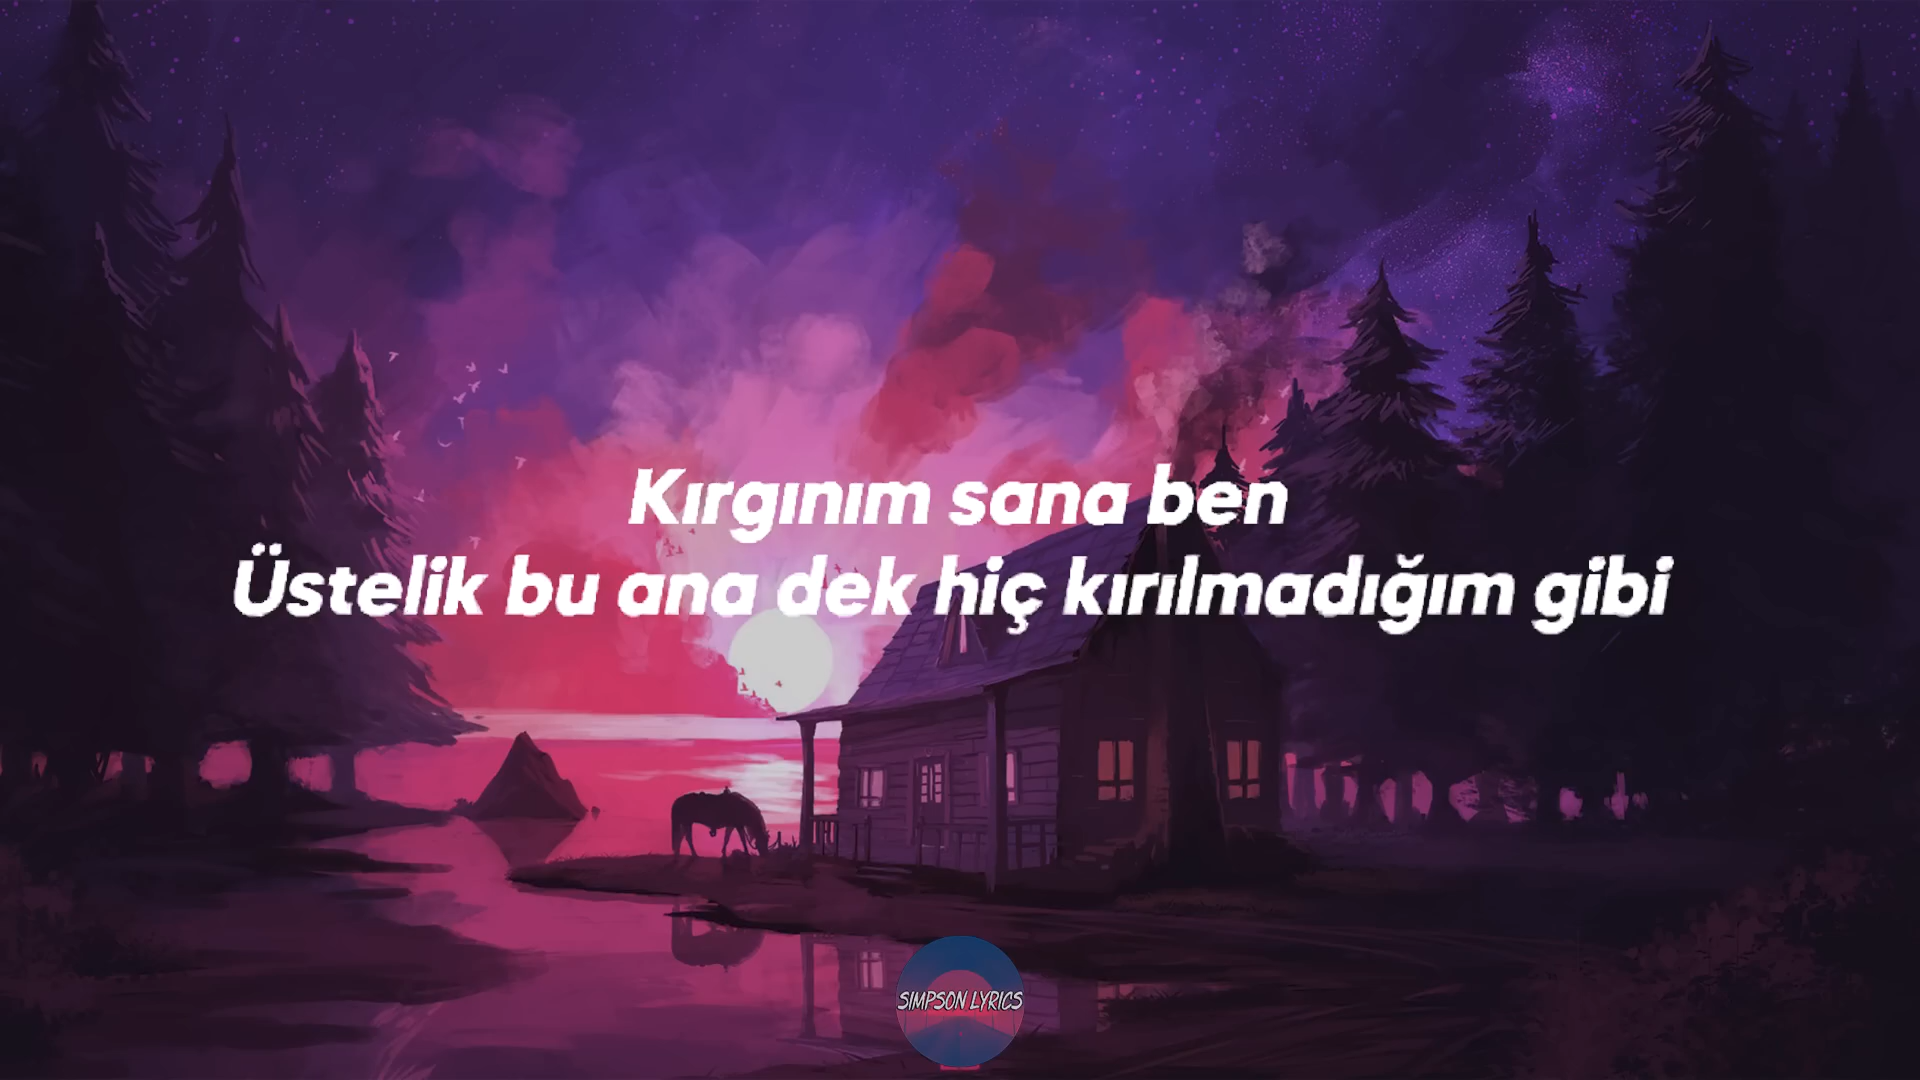 Kırgınım sana ben
Üstelik bu ana dek hiç kırılmadığım gibi
SIMPSON LYRICS